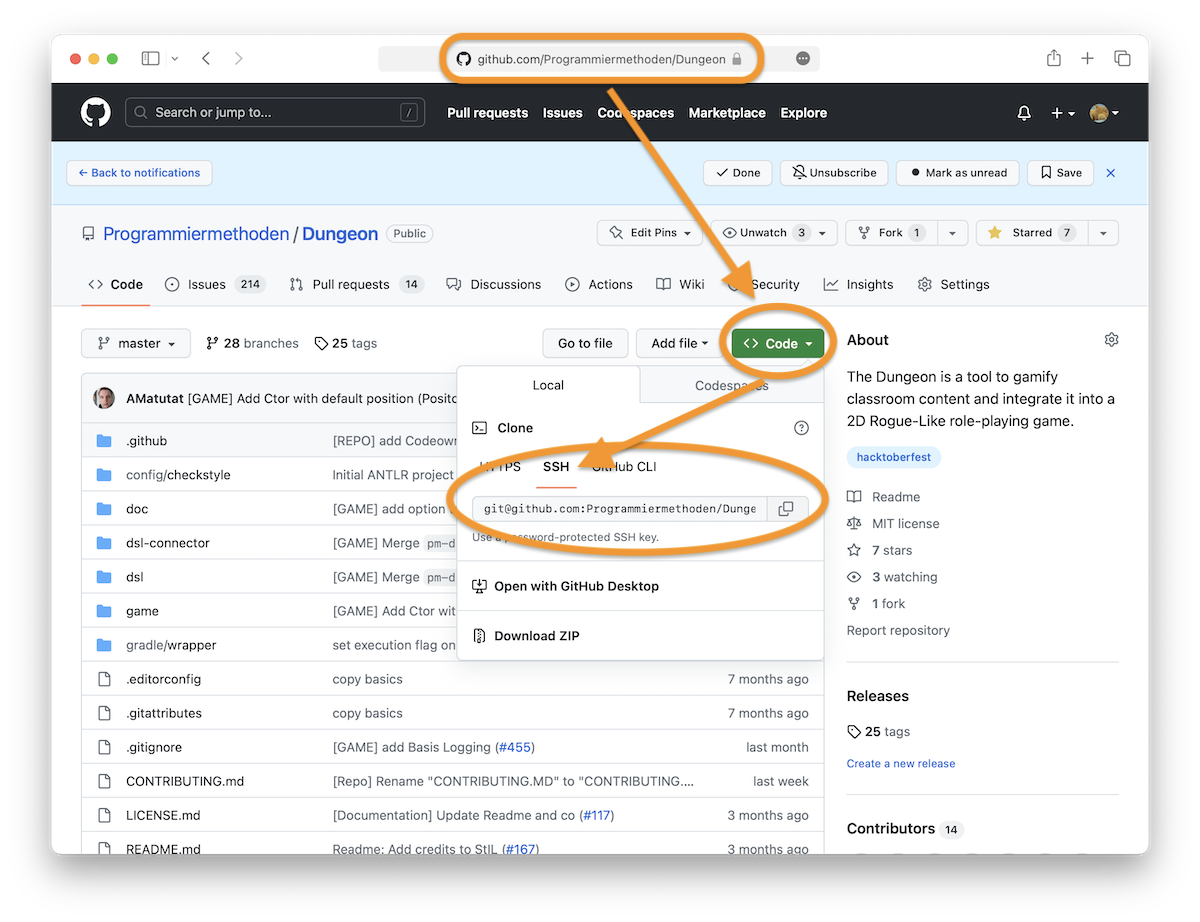 github.com/Programmiermethoden/Dungeon
Search or jump to... / Pull requests Issues Codespaces Marketplace Explore
← Back to notifications Done Unsubscribe Mark as unread Save
Programmiermethoden / Dungeon Public Edit Pins Unwatch 3 Fork 1 Starred 7
Code Issues 214 Pull requests 14 Discussions Actions Wiki Security Insights Settings
master 28 branches 25 tags Go to file Add file Code
AMatutat [GAME] Add Ctor with default position (Positc
.github [REPO] add Codeown
config/checkstyle Initial ANTLR project
doc [GAME] add option
dsl-connector [GAME] Merge pm-d
dsl [GAME] Merge pm-d
game [GAME] Add Ctor wit
gradle/wrapper set execution flag on
.editorconfig copy basics 7 months ago
.gitattributes copy basics 7 months ago
.gitignore [GAME] add Basis Logging (#455) last month
CONTRIBUTING.md [Repo] Rename "CONTRIBUTING.MD" to "CONTRIBUTING.... last week
LICENSE.md [Documentation] Update Readme and co (#117) 3 months ago
README.md Readme: Add credits to StIL (#167) 3 months ago
Local Codespaces
Clone
HTTPS SSH GitHub CLI
git@github.com:Programmiermethoden/Dunge
Use a password-protected SSH key.
Open with GitHub Desktop
Download ZIP
About
The Dungeon is a tool to gamify
classroom content and integrate it into a
2D Rogue-Like role-playing game.
hacktoberfest
Readme
MIT license
7 stars
3 watching
1 fork
Report repository
Releases
25 tags
Create a new release
Contributors 14